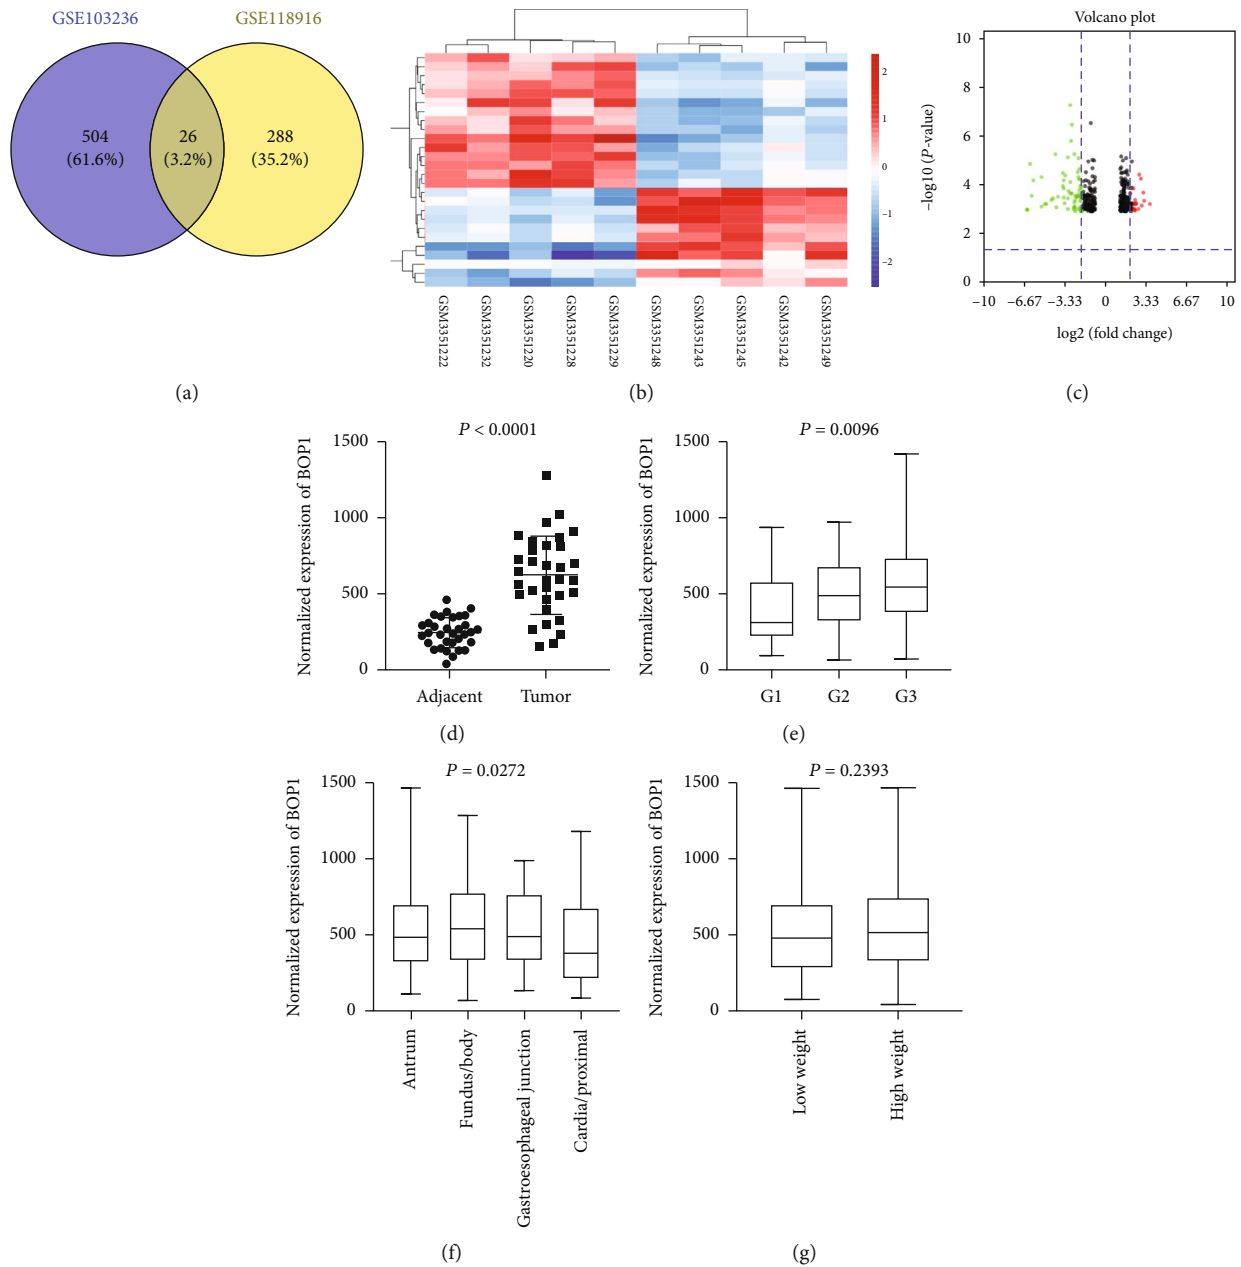 GSE103236
GSE118916
504
(61.6%)
26
(3.2%)
288
(35.2%)
(a)
2
1
0
−1
−2
GSM3351222
GSM3351232
GSM3351220
GSM3351228
GSM3351229
GSM3351248
GSM3351243
GSM3351245
GSM3351242
GSM3351249
(b)
Volcano plot
−log10 (P-value)
10
8
6
4
2
0
−10 −6.67 −3.33 0 3.33 6.67 10
log2 (fold change)
(c)
P < 0.0001
Normalized expression of BOP1
1500
1000
500
0
Adjacent Tumor
(d)
P = 0.0096
Normalized expression of BOP1
1500
1000
500
0
G1 G2 G3
(e)
P = 0.0272
Normalized expression of BOP1
1500
1000
500
0
Antrum
Fundus/body
Gastroesophageal junction
Cardia/proximal
(f)
P = 0.2393
Normalized expression of BOP1
1500
1000
500
0
Low weight
High weight
(g)